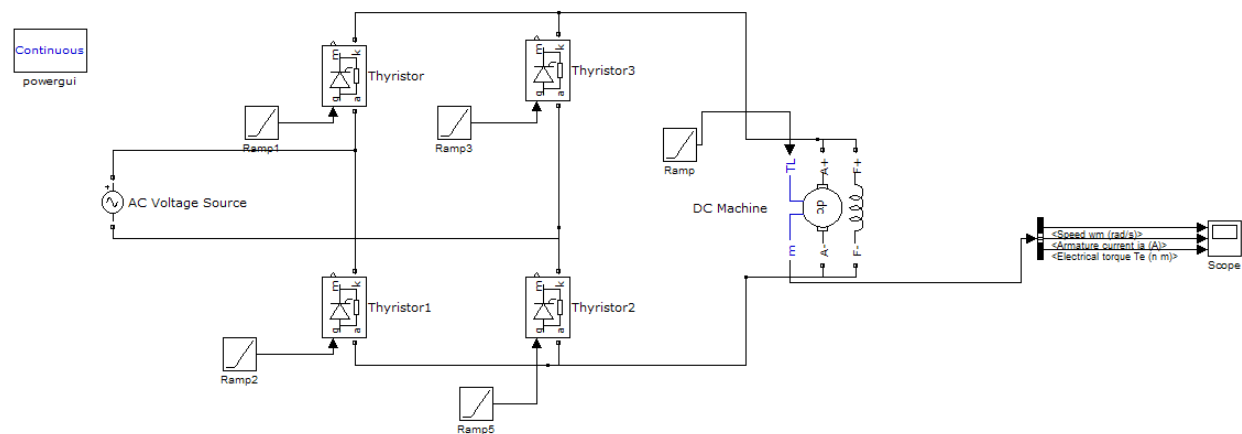 Continuous
powergui
m
k
g
a
Thyristor
m
k
g
a
Thyristor3
Ramp1
Ramp3
Ramp
+
AC Voltage Source
TL
A+
F+
DC Machine
dc
m
A-
F-
<Speed wm (rad/s)>
<Armature current ia (A)>
<Electrical torque Te (n m)>
Scope
m
k
g
a
Thyristor1
m
k
g
a
Thyristor2
Ramp2
Ramp5